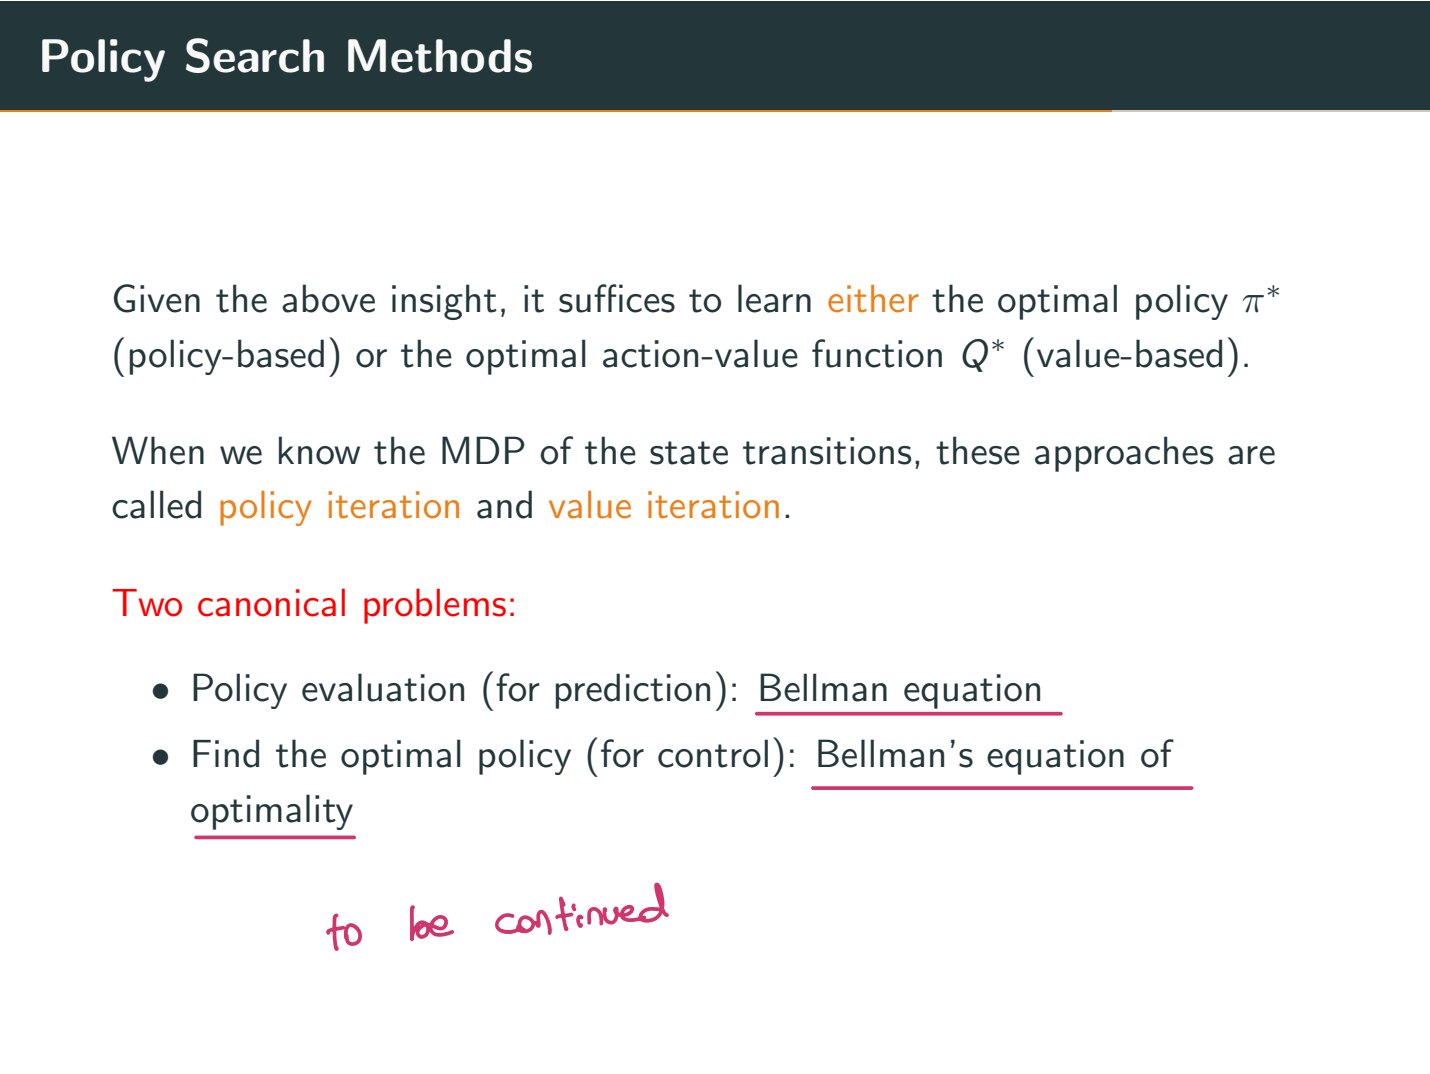 Policy Search Methods
Given the above insight, it suffices to learn either the optimal policy π*
(policy-based) or the optimal action-value function Q* (value-based).
When we know the MDP of the state transitions, these approaches are
called policy iteration and value iteration.
Two canonical problems:
• Policy evaluation (for prediction): Bellman equation
• Find the optimal policy (for control): Bellman's equation of
optimality
to be continued